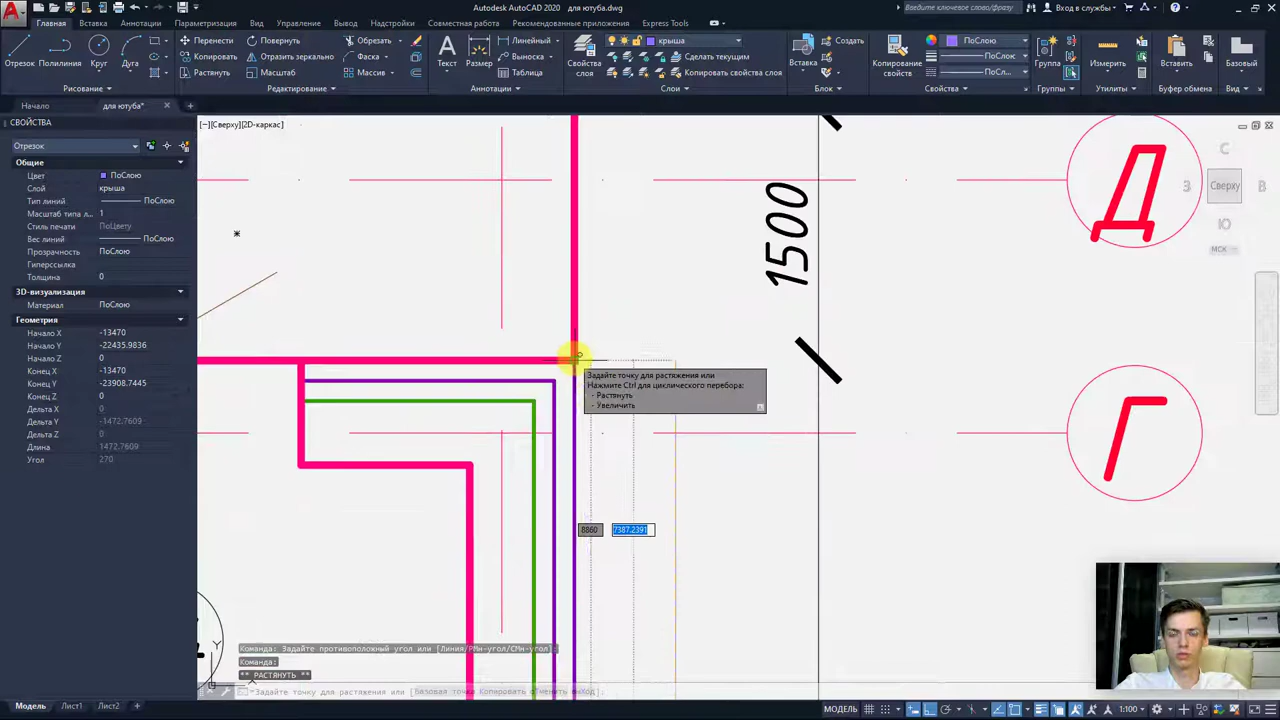 Autodesk AutoCAD 2020 для ютуба.dwg
Введите ключевое слово/фразу
Вход в службы
Главная Вставка Аннотации Параметризация Вид Управление Вывод Надстройки Совместная работа Рекомендованные приложения Express Tools
Отрезок Полилиния Круг Дуга
Перенести Повернуть Обрезать
Копировать Отразить зеркально Фаска
Растянуть Масштаб Массив
Текст Размер
Линейный
Выноска
Таблица
Свойства слоя
крыша
Сделать текущим
Копировать свойства слоя
Вставка
Создать
Копирование свойств
ПоСлою
ПоСлою
ПоСл...
Группа Измерить Вставить Базовый
Рисование Редактирование Аннотации Слои Блок Свойства Группы Утилиты Буфер обмена Вид
Начало для ютуба*
СВОЙСТВА
[−][Сверху][2D-каркас]
Отрезок
Общие
Цвет ПоСлою
Слой крыша
Тип линий ПоСлою
Масштаб типа л... 1
Стиль печати ПоЦвету
Вес линий ПоСлою
Прозрачность ПоСлою
Гиперссылка
Толщина 0
3D-визуализация
Материал ПоСлою
Геометрия
Начало X -13470
Начало Y -22435.9836
Начало Z 0
Конец X -13470
Конец Y -23908.7445
Конец Z 0
Дельта X 0
Дельта Y -1472.7609
Дельта Z 0
Длина 1472.7609
Угол 270
1500
Д
Г
С
З Сверху В
Ю
МСК
Задайте точку для растяжения или
Нажмите Ctrl для циклического перебора:
- Растянуть
- Увеличить
8860 7387.2391
Y
Команда: Задайте противоположный угол или [Линия/РМн-угол/СМн-угол]:
Команда:
** РАСТЯНУТЬ **
Задайте точку для растяжения или [базовая точка Копировать отменить выХод]:
Модель Лист1 Лист2 +
МОДЕЛЬ
1:100